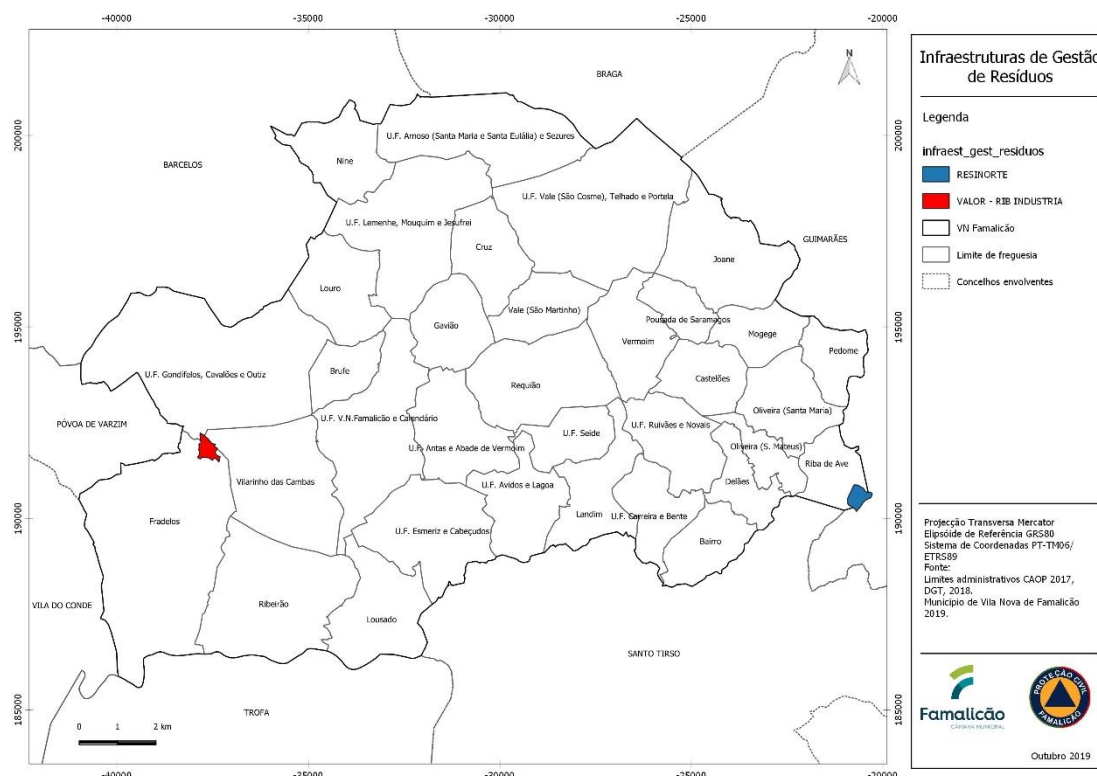 -40000
-35000
-30000
-25000
-20000
200000
195000
190000
185000
200000
195000
190000
185000
N
BRAGA
BARCELOS
GUIMARÃES
PÓVOA DE VARZIM
VILA DO CONDE
TROFA
SANTO TIRSO
Nine
U.F. Arnoso (Santa Maria e Santa Eulália) e Sezures
U.F. Vale (São Cosme), Telhado e Portela
U.F. Lemenhe, Mouquim e Jesufrei
Cruz
Joane
Louro
Gavião
Vale (São Martinho)
Pousada de Saramagos
Vermoim
Mogege
Pedome
U.F. Gondifelos, Cavalões e Outiz
Brufe
Requião
Castelões
Oliveira (Santa Maria)
U.F. V.N.Famalicão e Calendário
U.F. Antas e Abade de Vermoim
U.F. Seide
U.F. Ruivães e Novais
Oliveira (S. Mateus)
Riba de Ave
Vilarinho das Cambas
U.F. Avidos e Lagoa
Delães
Fradelos
U.F. Esmeriz e Cabeçudos
Landim
U.F. Carreira e Bente
Bairro
Ribeirão
Lousado
0 1 2 km
-40000
-35000
-30000
-25000
-20000
Infraestruturas de Gestão
de Resíduos
Legenda
infraest_gest_residuos
RESINORTE
VALOR - RIB INDUSTRIA
VN Famalicão
Limite de freguesia
Concelhos envolventes
Projecção Transversa Mercator
Elipsóide de Referência GRS80
Sistema de Coordenadas PT-TM06/
ETRS89
Fonte:
Limites administrativos CAOP 2017,
DGT, 2018.
Municipio de Vila Nova de Famalicão
2019.
Famalicão
CÂMARA MUNICIPAL
PROTEÇÃO CIVIL
FAMALICÃO
Outubro 2019